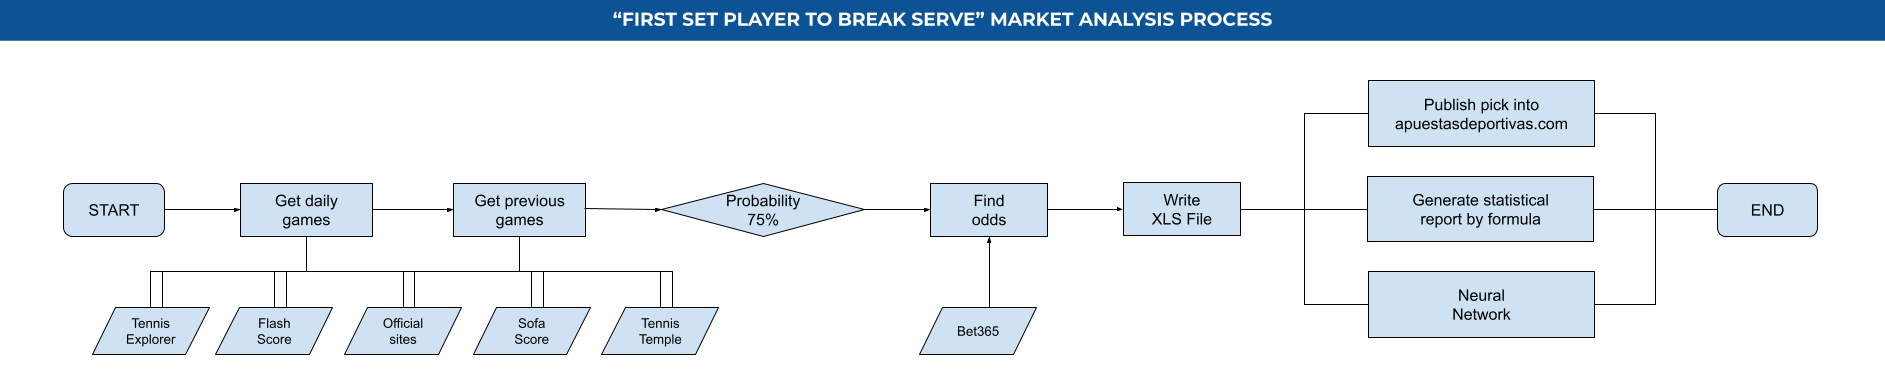 “FIRST SET PLAYER TO BREAK SERVE” MARKET ANALYSIS PROCESS
START
Get daily
games
Get previous
games
Probability
75%
Find
odds
Write
XLS File
Publish pick into
apuestasdeportivas.com
Generate statistical
report by formula
Neural
Network
END
Tennis
Explorer
Flash
Score
Official
sites
Sofa
Score
Tennis
Temple
Bet365